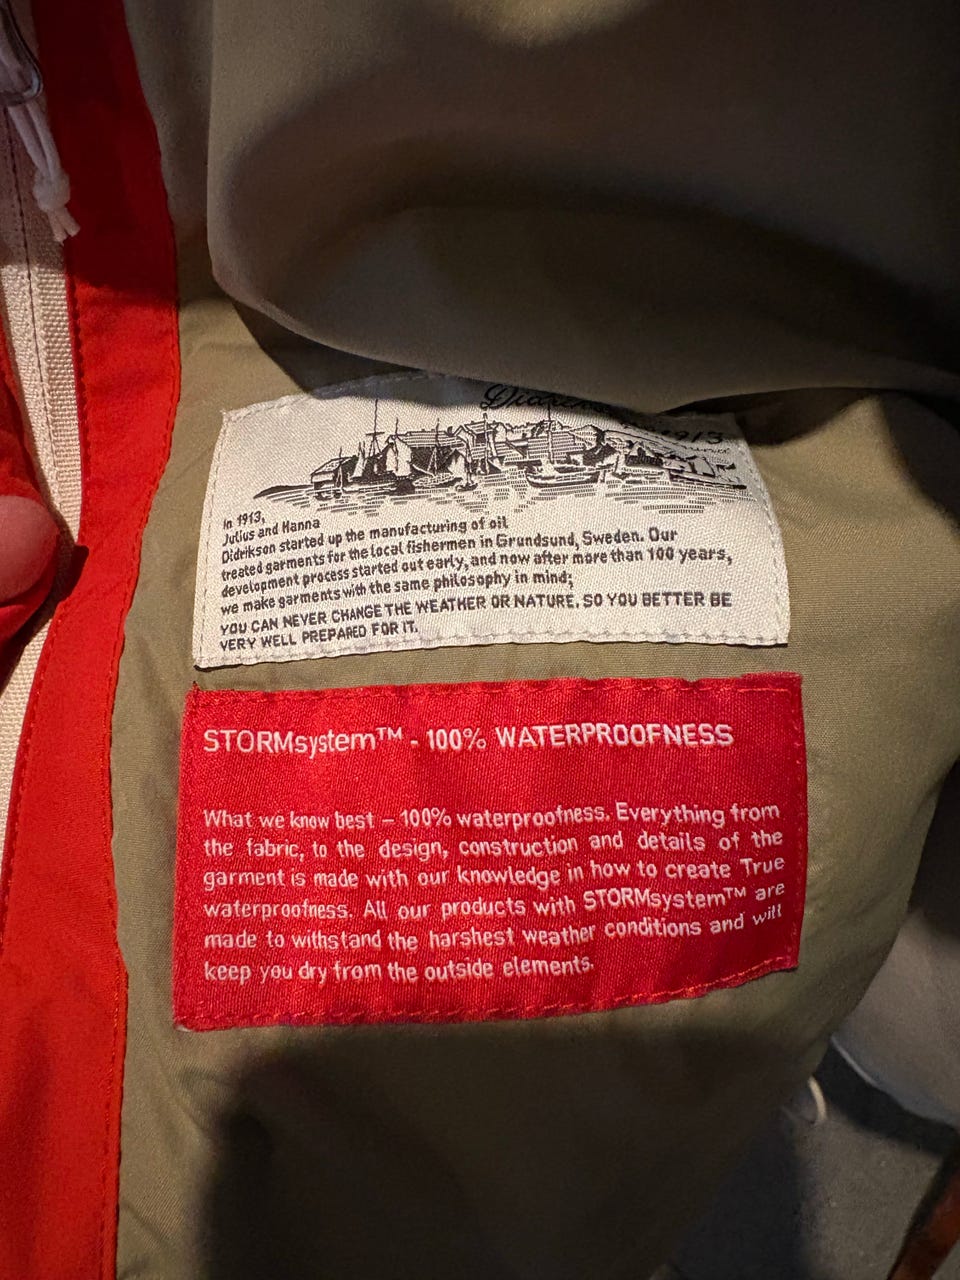 1913
in 1913,
Julius and Hanna
Didrikson started up the manufacturing of oil
treated garments for the local fishermen in Grundsund, Sweden. Our
development process started out early, and now after more than 100 years,
we make garments with the same philosophy in mind;
YOU CAN NEVER CHANGE THE WEATHER OR NATURE, SO YOU BETTER BE
VERY WELL PREPARED FOR IT.
STORMsystem™ - 100% WATERPROOFNESS
What we know best – 100% waterproofness. Everything from
the fabric, to the design, construction and details of the
garment is made with our knowledge in how to create True
waterproofness. All our products with STORMsystem™ are
made to withstand the harshest weather conditions and will
keep you dry from the outside elements.